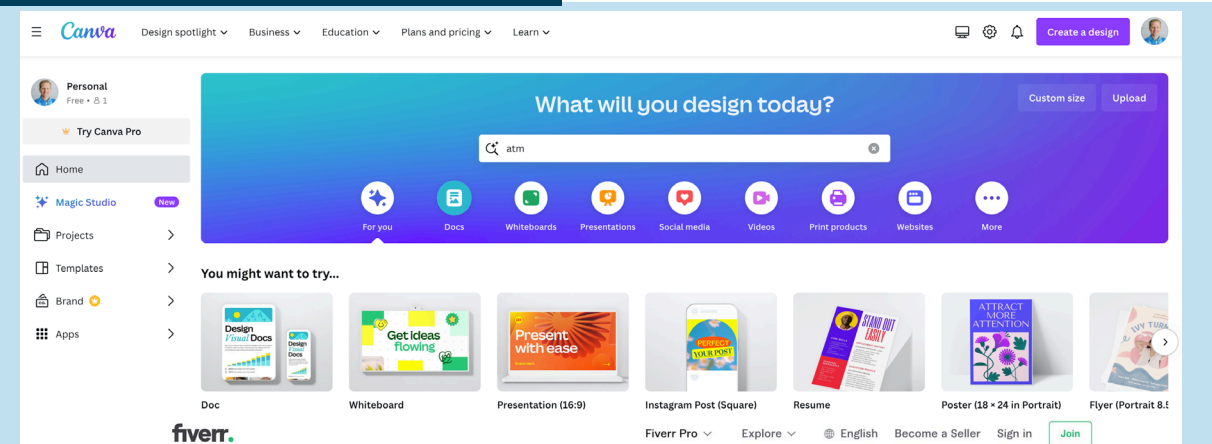 Canva Design spotlight Business Education Plans and pricing Learn Create a design
Personal
Free • 1
Try Canva Pro
Home
Magic Studio New
Projects
Templates
Brand
Apps
What will you design today?
Custom size Upload
atm
For you Docs Whiteboards Presentations Social media Videos Print products Websites More
You might want to try...
Design
Visual Docs
Design
Visual
Docs
Get ideas
flowing
Present
with ease
PERFECT
YOUR POST
STAND OUT
EASILY
ATTRACT
MORE
ATTENTION
IVY TURN
Doc Whiteboard Presentation (16:9) Instagram Post (Square) Resume Poster (18 × 24 in Portrait) Flyer (Portrait 8.5
fiverr. Fiverr Pro Explore English Become a Seller Sign in Join